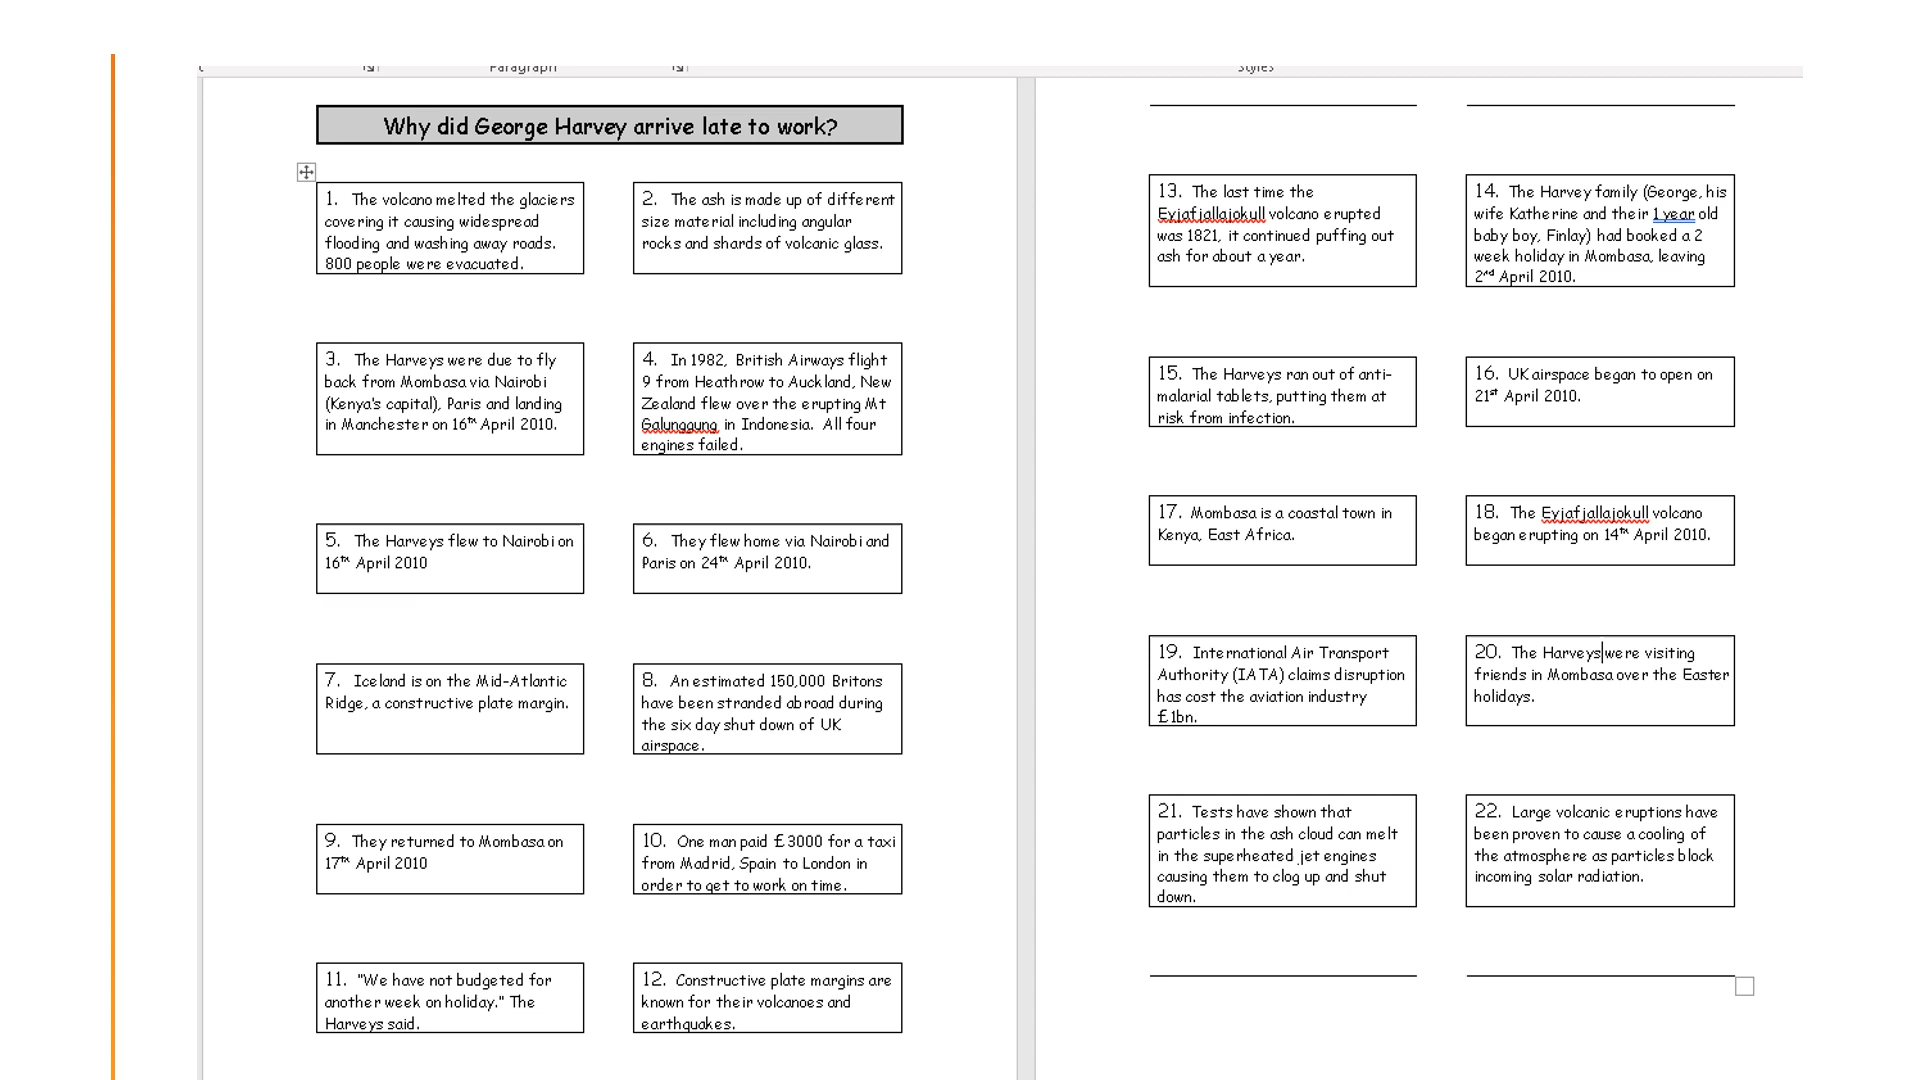 Paragraph
Styles
Why did George Harvey arrive late to work?
1. The volcano melted the glaciers
covering it causing widespread
flooding and washing away roads.
800 people were evacuated.
2. The ash is made up of different
size material including angular
rocks and shards of volcanic glass.
3. The Harveys were due to fly
back from Mombasa via Nairobi
(Kenya's capital), Paris and landing
in Manchester on 16th April 2010.
4. In 1982, British Airways flight
9 from Heathrow to Auckland, New
Zealand flew over the erupting Mt
Galunggung in Indonesia. All four
engines failed.
5. The Harveys flew to Nairobi on
16th April 2010
6. They flew home via Nairobi and
Paris on 24th April 2010.
7. Iceland is on the Mid-Atlantic
Ridge, a constructive plate margin.
8. An estimated 150,000 Britons
have been stranded abroad during
the six day shut down of UK
airspace.
9. They returned to Mombasa on
17th April 2010
10. One man paid £3000 for a taxi
from Madrid, Spain to London in
order to get to work on time.
11. "We have not budgeted for
another week on holiday." The
Harveys said.
12. Constructive plate margins are
known for their volcanoes and
earthquakes.
13. The last time the
Eyjafjallajokull volcano erupted
was 1821, it continued puffing out
ash for about a year.
14. The Harvey family (George, his
wife Katherine and their 1 year old
baby boy, Finlay) had booked a 2
week holiday in Mombasa, leaving
2nd April 2010.
15. The Harveys ran out of anti-
malarial tablets, putting them at
risk from infection.
16. UK airspace began to open on
21st April 2010.
17. Mombasa is a coastal town in
Kenya, East Africa.
18. The Eyjafjallajokull volcano
began erupting on 14th April 2010.
19. International Air Transport
Authority (IATA) claims disruption
has cost the aviation industry
£1bn.
20. The Harveys were visiting
friends in Mombasa over the Easter
holidays.
21. Tests have shown that
particles in the ash cloud can melt
in the superheated jet engines
causing them to clog up and shut
down.
22. Large volcanic eruptions have
been proven to cause a cooling of
the atmosphere as particles block
incoming solar radiation.